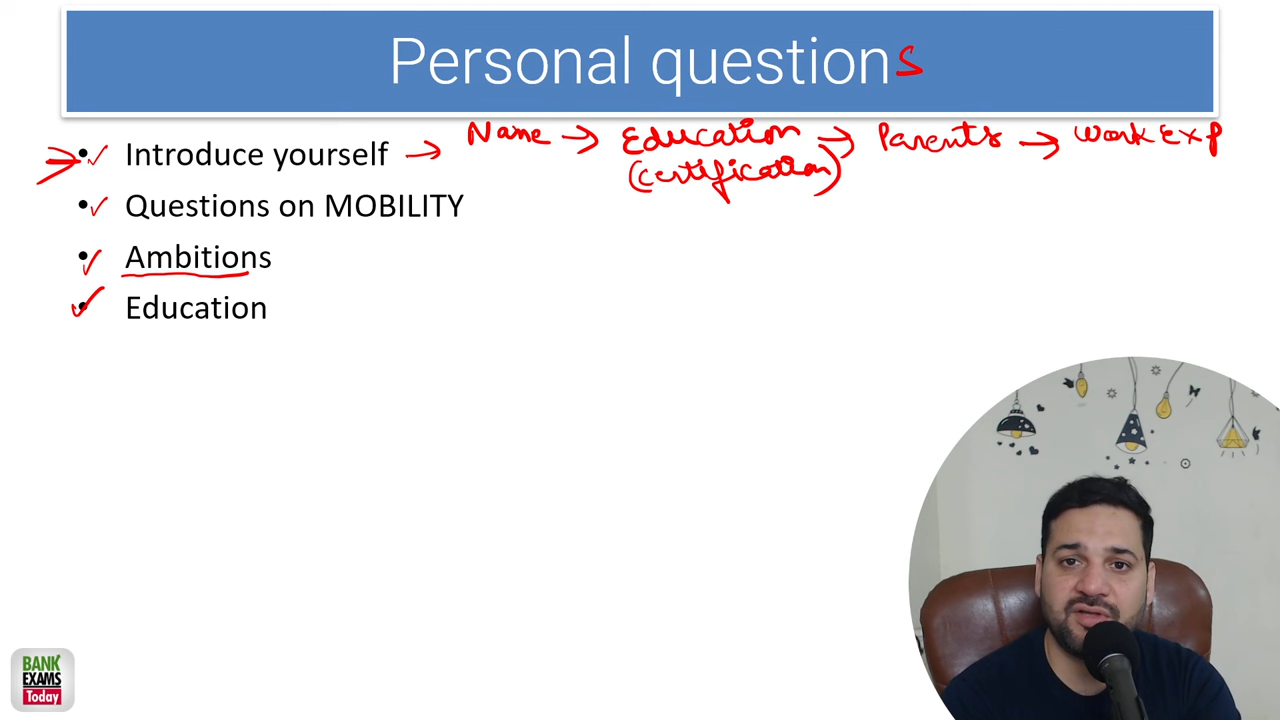 Personal questions
Name → Education → Parents → Work Exp
• Introduce yourself →
(certification)
• Questions on MOBILITY
• Ambitions
• Education
BANK
EXAMS
Today